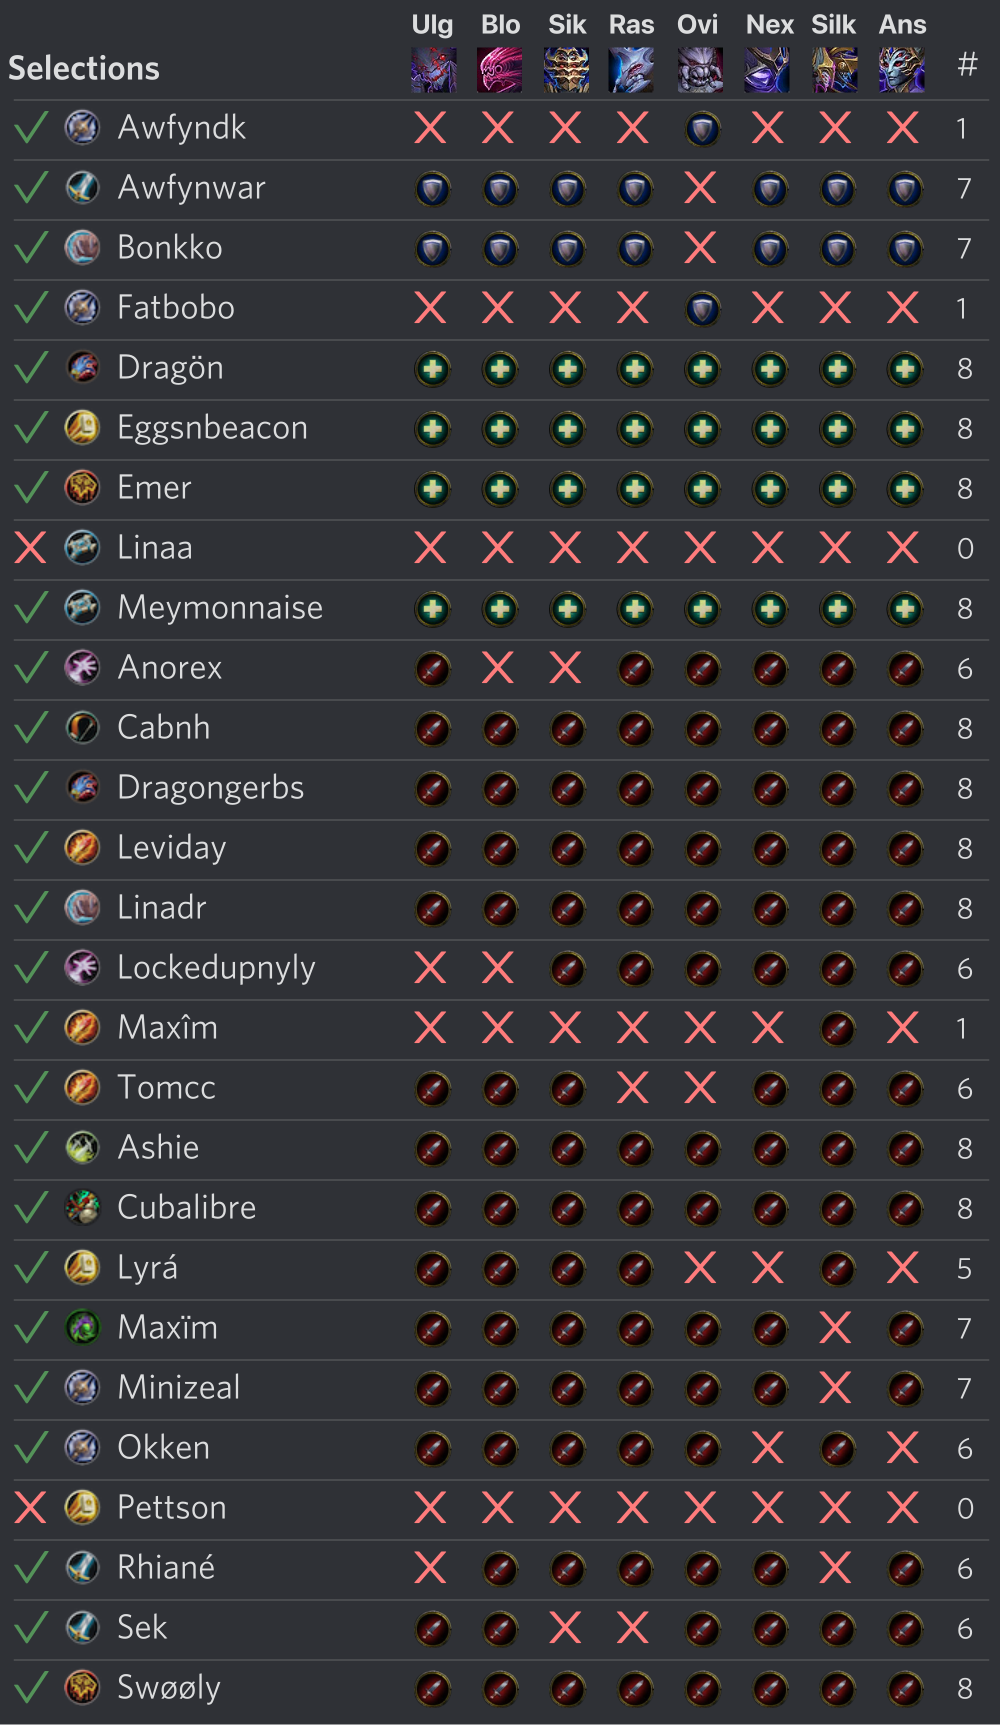 Ulg Blo Sik Ras Ovi Nex Silk Ans
Selections #
Awfyndk 1
Awfynwar 7
Bonkko 7
Fatbobo 1
Dragön 8
Eggsnbeacon 8
Emer 8
Linaa 0
Meymonnaise 8
Anorex 6
Cabnh 8
Dragongerbs 8
Leviday 8
Linadr 8
Lockedupnyly 6
Maxîm 1
Tomcc 6
Ashie 8
Cubalibre 8
Lyrá 5
Maxïm 7
Minizeal 7
Okken 6
Pettson 0
Rhiané 6
Sek 6
Swøøly 8